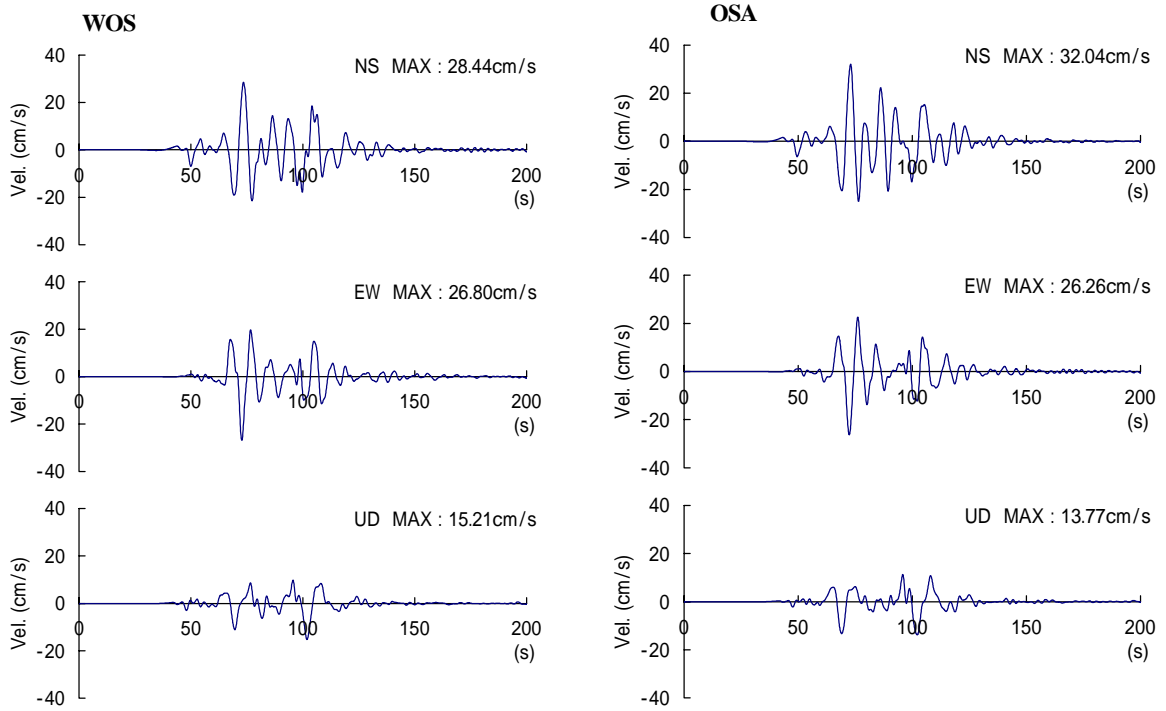 WOS
NS MAX : 28.44cm/s
Vel. (cm/s)
40
20
0
-20
-40
0 50 100 150 200
(s)
EW MAX : 26.80cm/s
Vel. (cm/s)
40
20
0
-20
-40
0 50 100 150 200
(s)
UD MAX : 15.21cm/s
Vel. (cm/s)
40
20
0
-20
-40
0 50 100 150 200
(s)
OSA
NS MAX : 32.04cm/s
Vel. (cm/s)
40
20
0
-20
-40
0 50 100 150 200
(s)
EW MAX : 26.26cm/s
Vel. (cm/s)
40
20
0
-20
-40
0 50 100 150 200
(s)
UD MAX : 13.77cm/s
Vel. (cm/s)
40
20
0
-20
-40
0 50 100 150 200
(s)